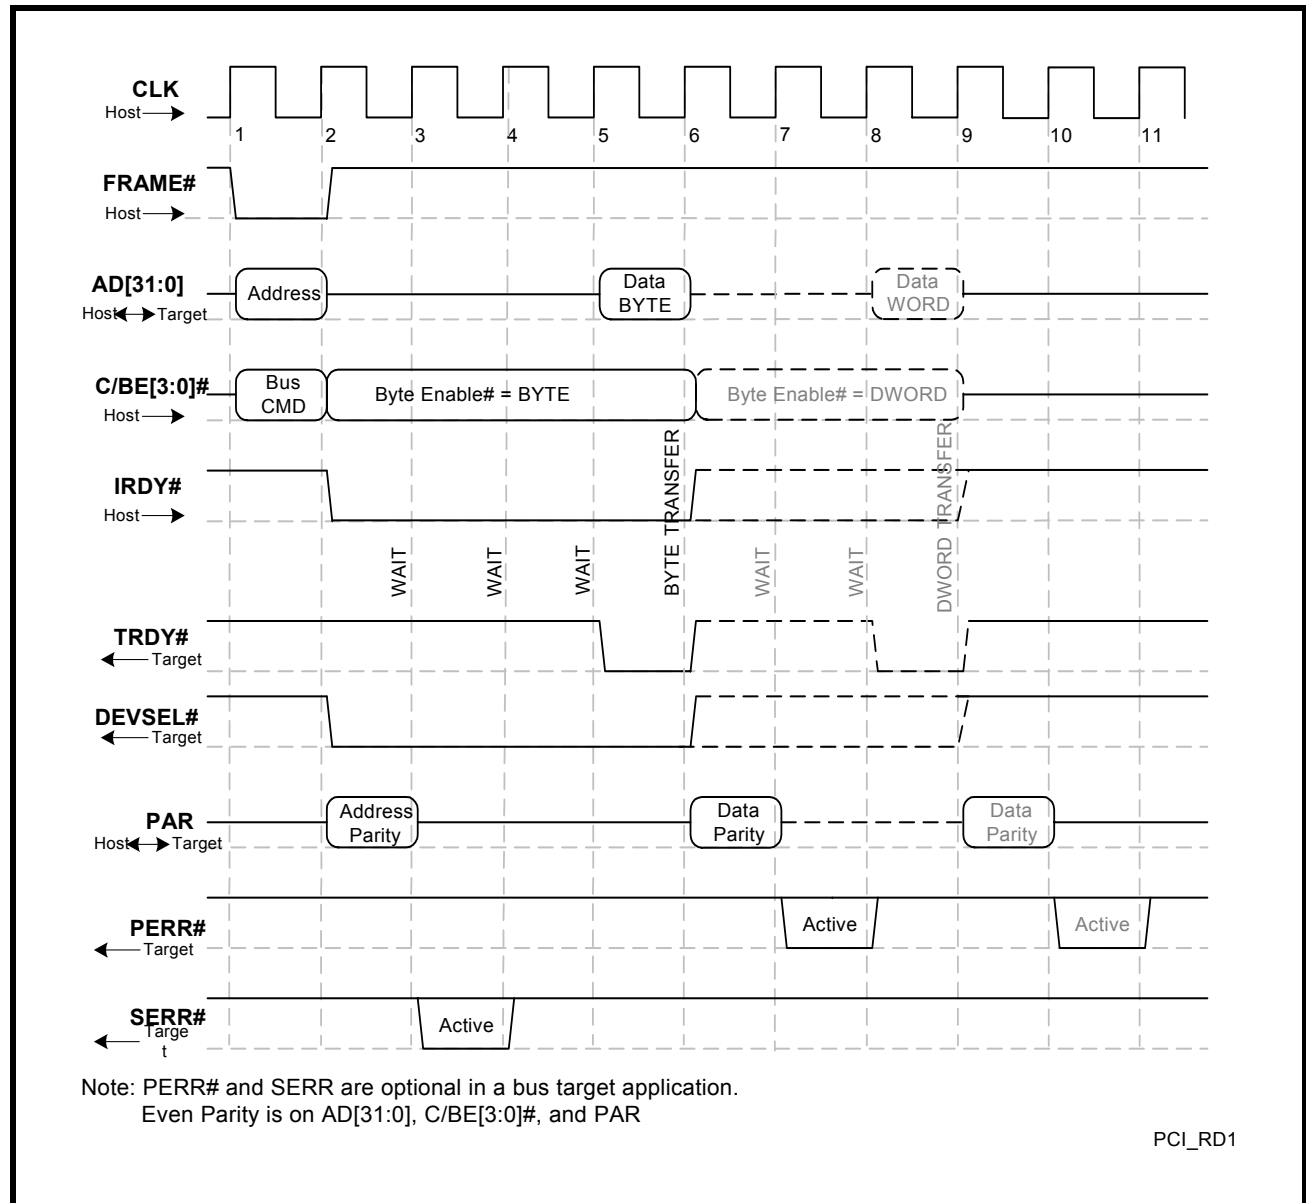 CLK
Host
1 2 3 4 5 6 7 8 9 10 11
FRAME#
Host
AD[31:0]
Host Target
Address
Data
BYTE
Data
WORD
C/BE[3:0]#
Host
Bus
CMD
Byte Enable# = BYTE
Byte Enable# = DWORD
IRDY#
Host
WAIT
WAIT
WAIT
BYTE TRANSFER
WAIT
WAIT
DWORD TRANSFER
TRDY#
Target
DEVSEL#
Target
PAR
Host Target
Address
Parity
Data
Parity
Data
Parity
PERR#
Target
Active
Active
SERR#
Targe
t
Active
Note: PERR# and SERR are optional in a bus target application.
Even Parity is on AD[31:0], C/BE[3:0]#, and PAR
PCI_RD1